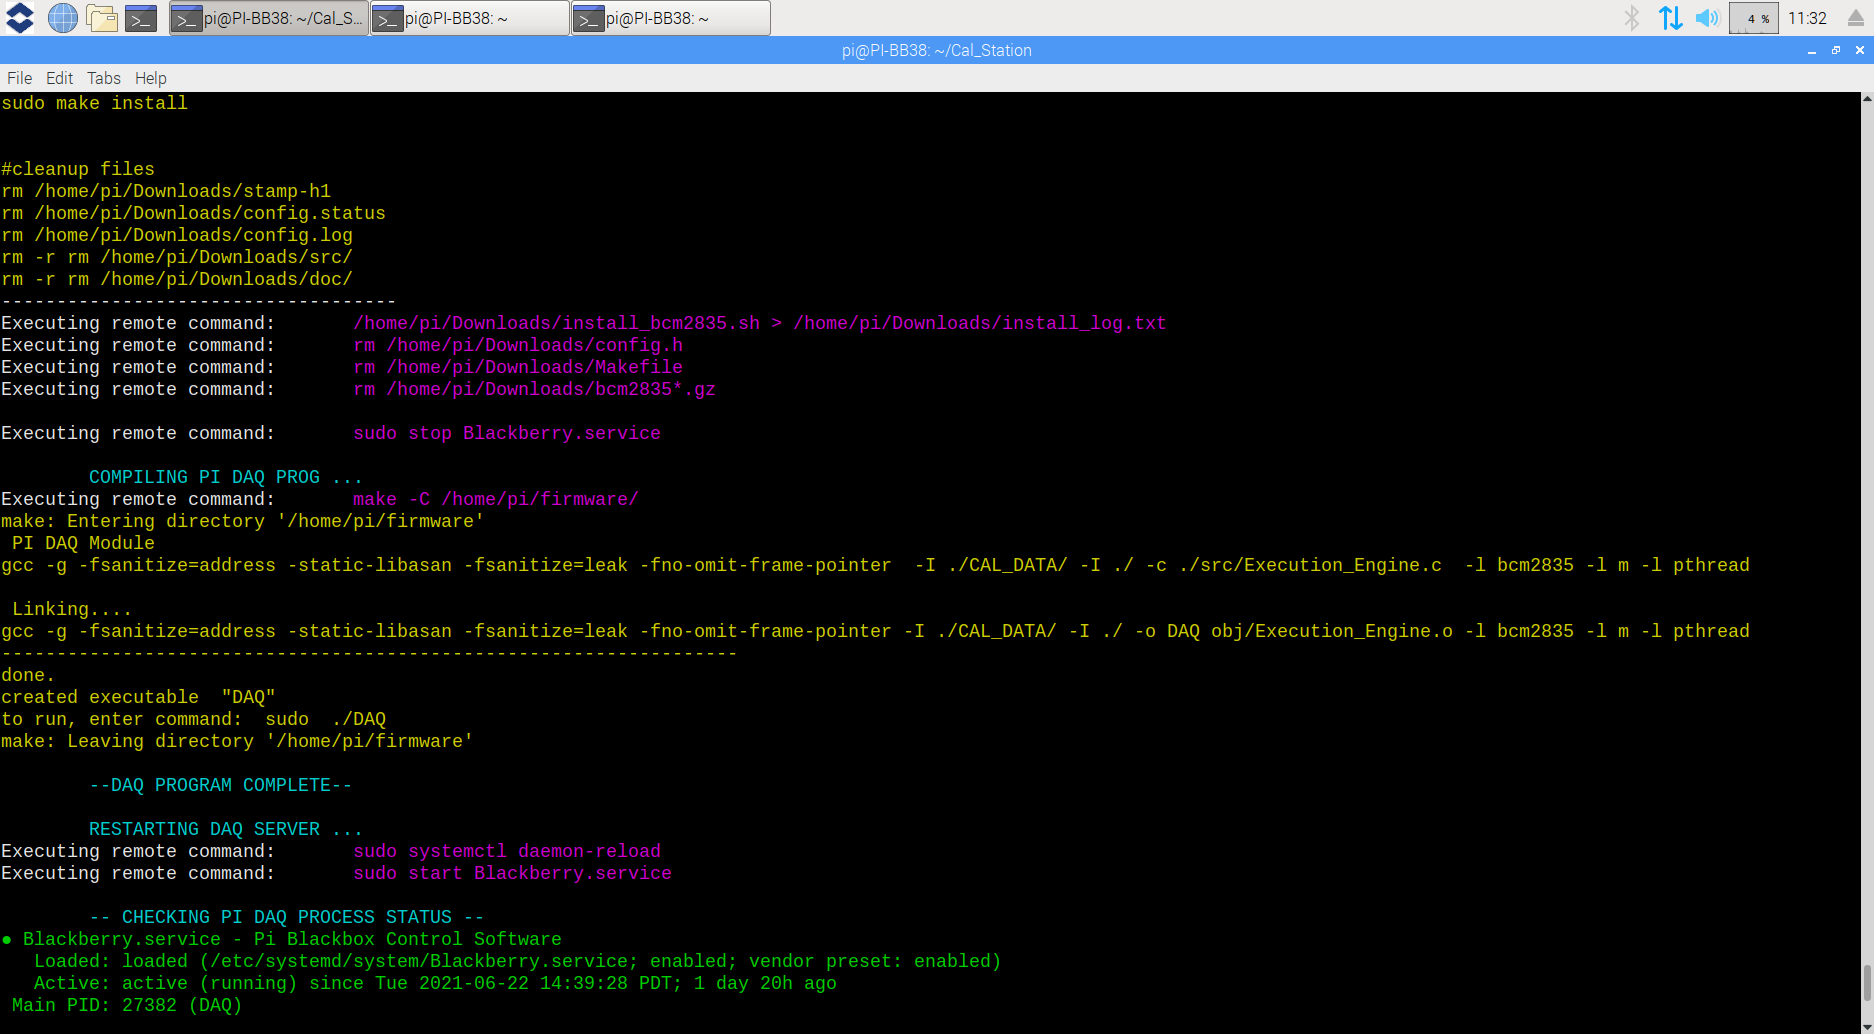 pi@PI-BB38: ~/Cal_S...
pi@PI-BB38: ~
pi@PI-BB38: ~
4 %
11:32
pi@PI-BB38: ~/Cal_Station
File Edit Tabs Help
sudo make install
#cleanup files
rm /home/pi/Downloads/stamp-h1
rm /home/pi/Downloads/config.status
rm /home/pi/Downloads/config.log
rm -r rm /home/pi/Downloads/src/
rm -r rm /home/pi/Downloads/doc/
------------------------------------
Executing remote command: /home/pi/Downloads/install_bcm2835.sh > /home/pi/Downloads/install_log.txt
Executing remote command: rm /home/pi/Downloads/config.h
Executing remote command: rm /home/pi/Downloads/Makefile
Executing remote command: rm /home/pi/Downloads/bcm2835*.gz
Executing remote command: sudo stop Blackberry.service
COMPILING PI DAQ PROG ...
Executing remote command: make -C /home/pi/firmware/
make: Entering directory '/home/pi/firmware'
PI DAQ Module
gcc -g -fsanitize=address -static-libasan -fsanitize=leak -fno-omit-frame-pointer  -I ./CAL_DATA/ -I ./ -c ./src/Execution_Engine.c  -l bcm2835 -l m -l pthread
Linking....
gcc -g -fsanitize=address -static-libasan -fsanitize=leak -fno-omit-frame-pointer -I ./CAL_DATA/ -I ./ -o DAQ obj/Execution_Engine.o -l bcm2835 -l m -l pthread
-------------------------------------------------------------------
done.
created executable  "DAQ"
to run, enter command:  sudo  ./DAQ
make: Leaving directory '/home/pi/firmware'
--DAQ PROGRAM COMPLETE--
RESTARTING DAQ SERVER ...
Executing remote command: sudo systemctl daemon-reload
Executing remote command: sudo start Blackberry.service
-- CHECKING PI DAQ PROCESS STATUS --
● Blackberry.service - Pi Blackbox Control Software
Loaded: loaded (/etc/systemd/system/Blackberry.service; enabled; vendor preset: enabled)
Active: active (running) since Tue 2021-06-22 14:39:28 PDT; 1 day 20h ago
Main PID: 27382 (DAQ)